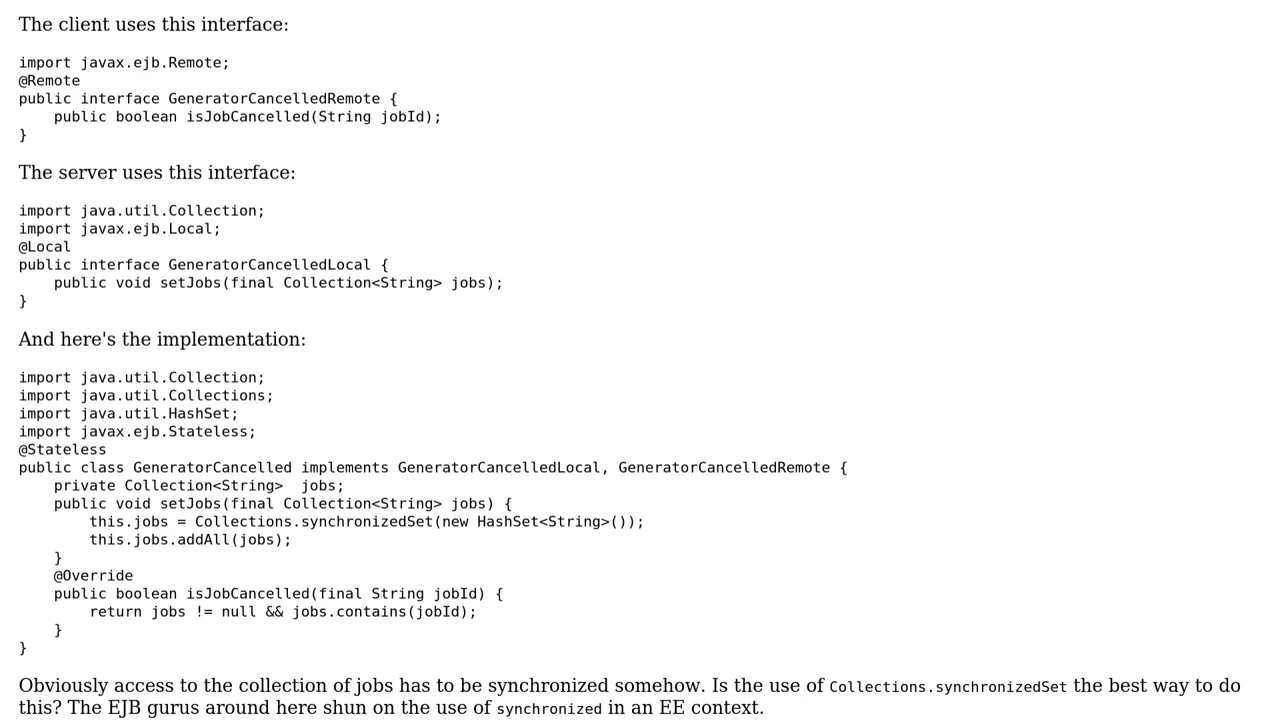 The client uses this interface:
import javax.ejb.Remote;
@Remote
public interface GeneratorCancelledRemote {
    public boolean isJobCancelled(String jobId);
}
The server uses this interface:
import java.util.Collection;
import javax.ejb.Local;
@Local
public interface GeneratorCancelledLocal {
    public void setJobs(final Collection<String> jobs);
}
And here's the implementation:
import java.util.Collection;
import java.util.Collections;
import java.util.HashSet;
import javax.ejb.Stateless;
@Stateless
public class GeneratorCancelled implements GeneratorCancelledLocal, GeneratorCancelledRemote {
    private Collection<String>  jobs;
    public void setJobs(final Collection<String> jobs) {
        this.jobs = Collections.synchronizedSet(new HashSet<String>());
        this.jobs.addAll(jobs);
    }
    @Override
    public boolean isJobCancelled(final String jobId) {
        return jobs != null && jobs.contains(jobId);
    }
}
Obviously access to the collection of jobs has to be synchronized somehow. Is the use of Collections.synchronizedSet the best way to do
this? The EJB gurus around here shun on the use of synchronized in an EE context.